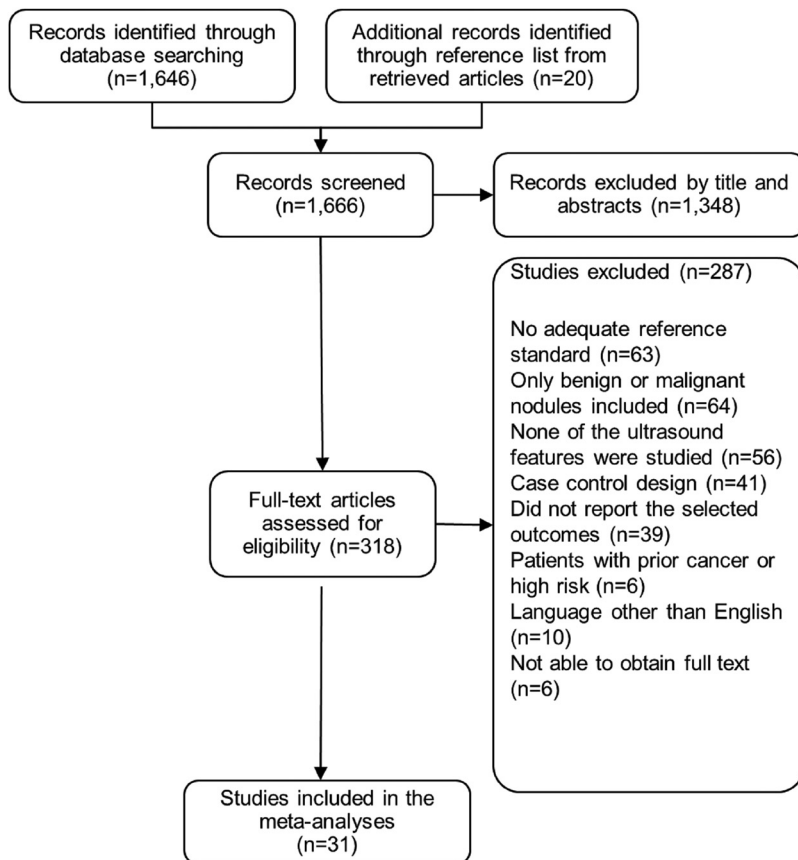 Records identified through
database searching
(n=1,646)
Additional records identified
through reference list from
retrieved articles (n=20)
Records screened
(n=1,666)
Records excluded by title and
abstracts (n=1,348)
Studies excluded (n=287)
No adequate reference
standard (n=63)
Only benign or malignant
nodules included (n=64)
None of the ultrasound
features were studied (n=56)
Case control design (n=41)
Did not report the selected
outcomes (n=39)
Patients with prior cancer or
high risk (n=6)
Language other than English
(n=10)
Not able to obtain full text
(n=6)
Full-text articles
assessed for
eligibility (n=318)
Studies included in the
meta-analyses
(n=31)